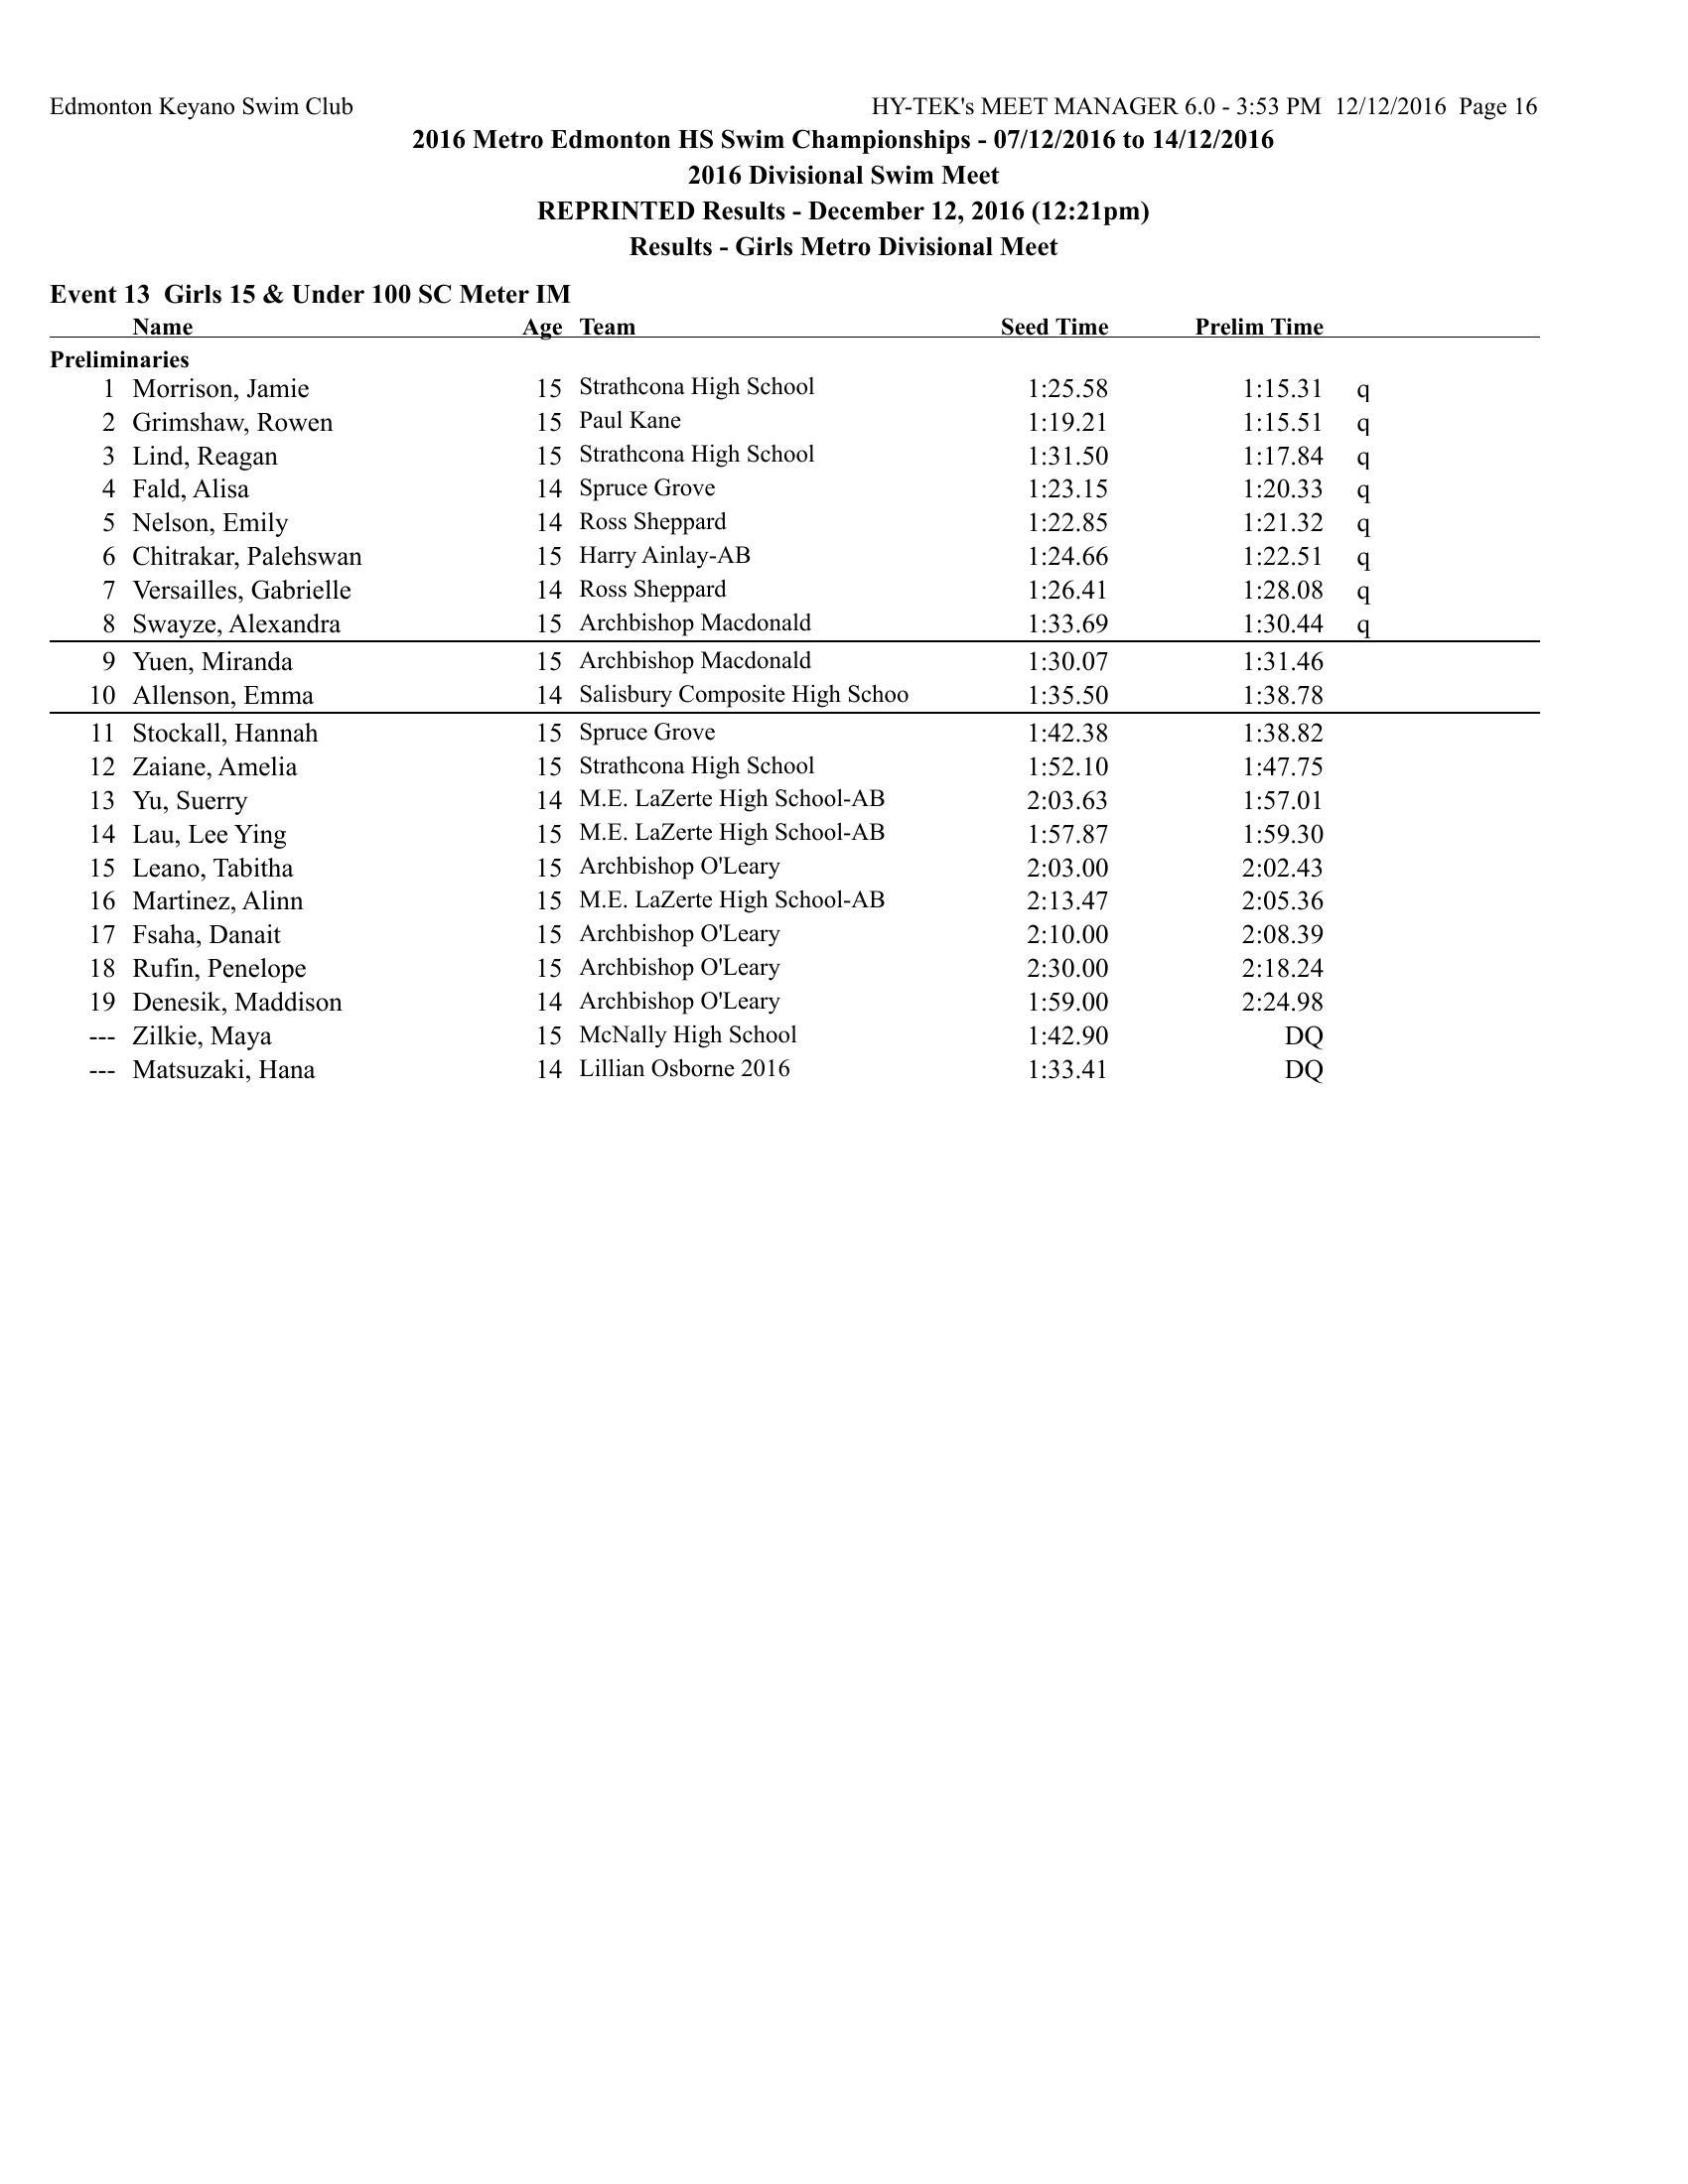 Edmonton Keyano Swim Club HY-TEK's MEET MANAGER 6.0 - 3:53 PM 12/12/2016 Page 16
2016 Metro Edmonton HS Swim Championships - 07/12/2016 to 14/12/2016
2016 Divisional Swim Meet
REPRINTED Results - December 12, 2016 (12:21pm)
Results - Girls Metro Divisional Meet
Event 13 Girls 15 & Under 100 SC Meter IM
Name Age Team Seed Time Prelim Time
Preliminaries
1 Morrison, Jamie 15 Strathcona High School 1:25.58 1:15.31 q
2 Grimshaw, Rowen 15 Paul Kane 1:19.21 1:15.51 q
3 Lind, Reagan 15 Strathcona High School 1:31.50 1:17.84 q
4 Fald, Alisa 14 Spruce Grove 1:23.15 1:20.33 q
5 Nelson, Emily 14 Ross Sheppard 1:22.85 1:21.32 q
6 Chitrakar, Palehswan 15 Harry Ainlay-AB 1:24.66 1:22.51 q
7 Versailles, Gabrielle 14 Ross Sheppard 1:26.41 1:28.08 q
8 Swayze, Alexandra 15 Archbishop Macdonald 1:33.69 1:30.44 q
9 Yuen, Miranda 15 Archbishop Macdonald 1:30.07 1:31.46
10 Allenson, Emma 14 Salisbury Composite High Schoo 1:35.50 1:38.78
11 Stockall, Hannah 15 Spruce Grove 1:42.38 1:38.82
12 Zaiane, Amelia 15 Strathcona High School 1:52.10 1:47.75
13 Yu, Suerry 14 M.E. LaZerte High School-AB 2:03.63 1:57.01
14 Lau, Lee Ying 15 M.E. LaZerte High School-AB 1:57.87 1:59.30
15 Leano, Tabitha 15 Archbishop O'Leary 2:03.00 2:02.43
16 Martinez, Alinn 15 M.E. LaZerte High School-AB 2:13.47 2:05.36
17 Fsaha, Danait 15 Archbishop O'Leary 2:10.00 2:08.39
18 Rufin, Penelope 15 Archbishop O'Leary 2:30.00 2:18.24
19 Denesik, Maddison 14 Archbishop O'Leary 1:59.00 2:24.98
--- Zilkie, Maya 15 McNally High School 1:42.90 DQ
--- Matsuzaki, Hana 14 Lillian Osborne 2016 1:33.41 DQ